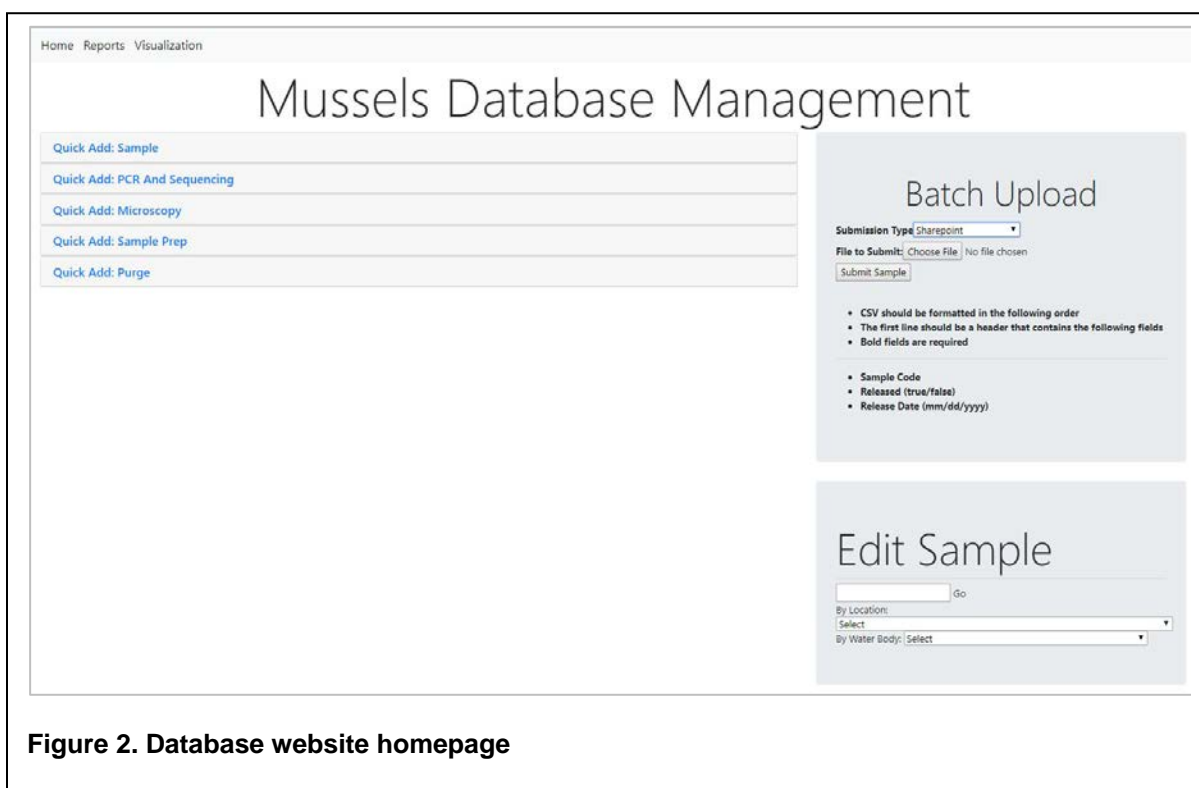 Home Reports Visualization
Mussels Database Management
Quick Add: Sample
Quick Add: PCR And Sequencing
Quick Add: Microscopy
Quick Add: Sample Prep
Quick Add: Purge
Batch Upload
Submission Type Sharepoint
File to Submit: Choose File No file chosen
Submit Sample
• CSV should be formatted in the following order
• The first line should be a header that contains the following fields
• Bold fields are required
• Sample Code
• Released (true/false)
• Release Date (mm/dd/yyyy)
Edit Sample
Go
By Location:
Select
By Water Body: Select
Figure 2. Database website homepage